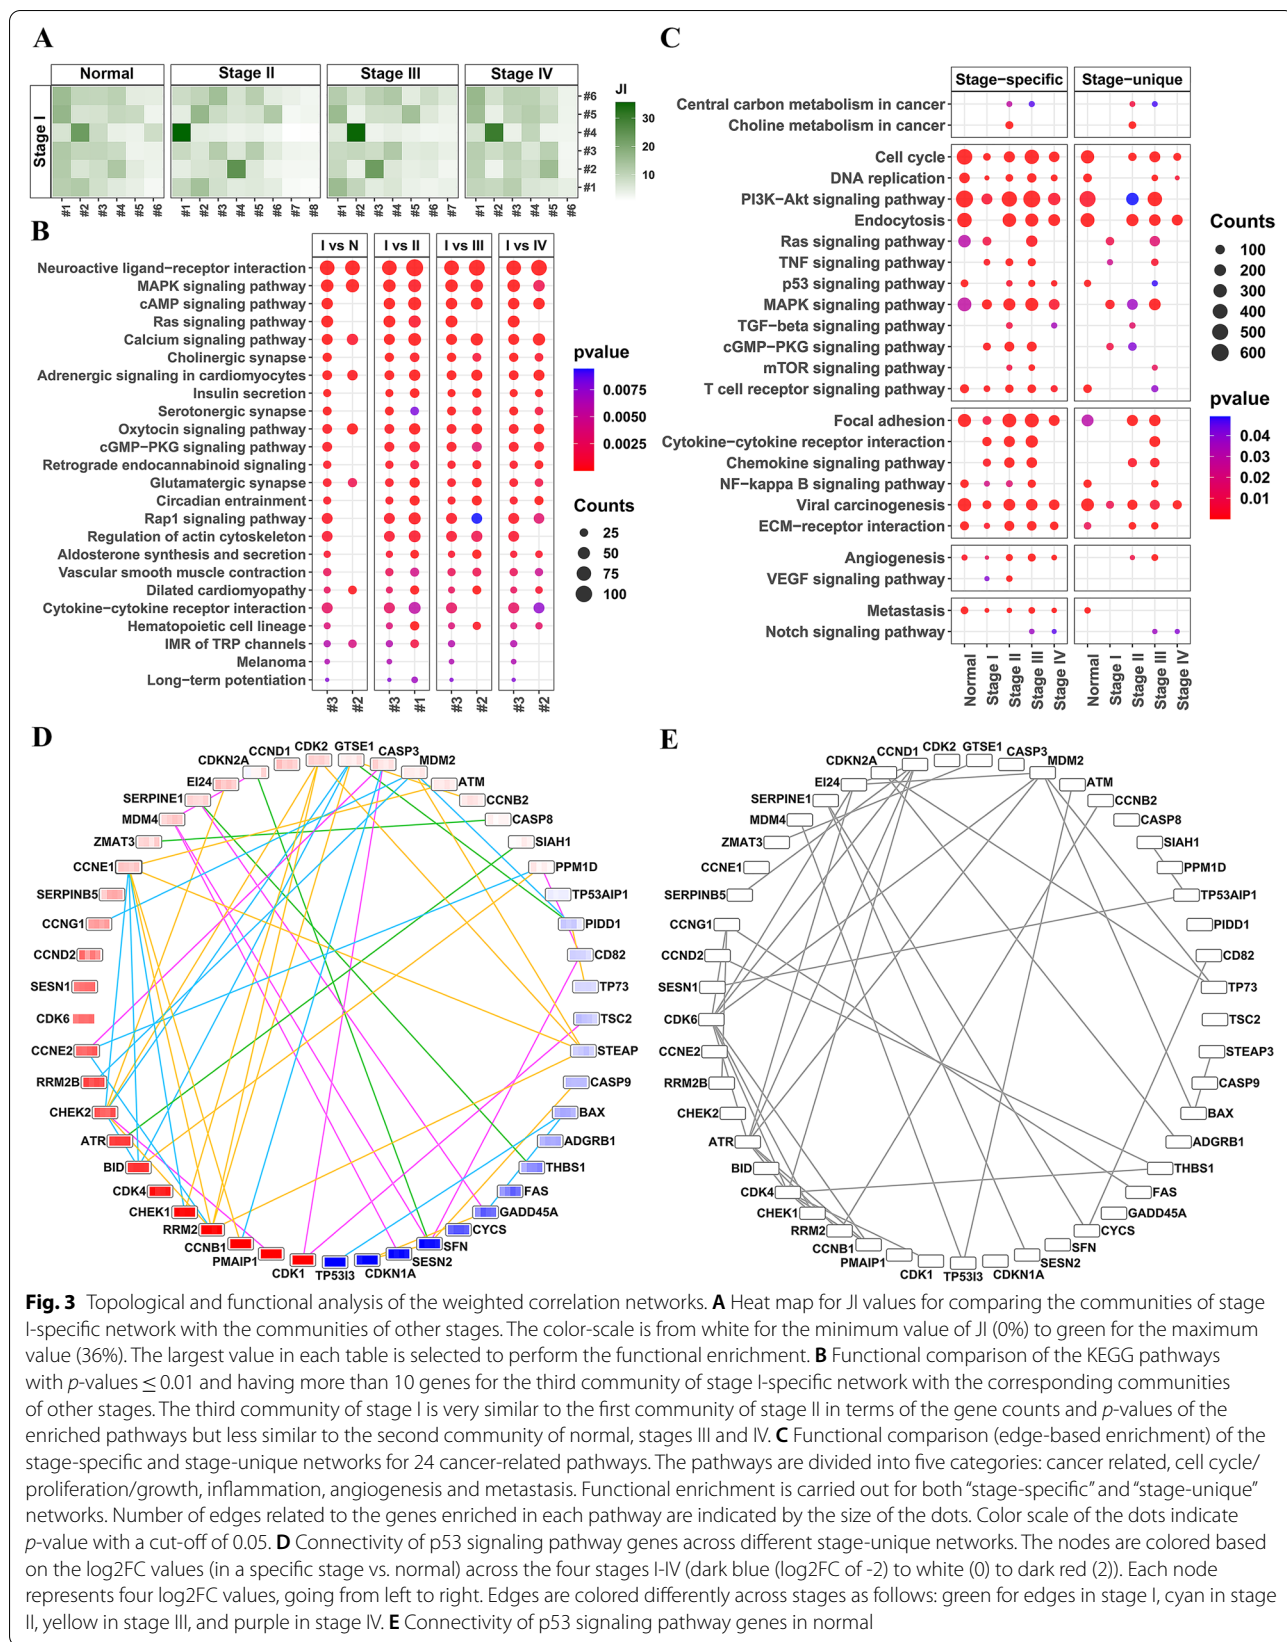 A
Normal
Stage II
Stage III
Stage IV
Stage I
#6
#5
#4
#3
#2
#1
#1
#2
#3
#4
#5
#6
#1
#2
#3
#4
#5
#6
#7
#8
#1
#2
#3
#4
#5
#6
#7
#1
#2
#3
#4
#5
#6
JI
30
20
10
B
I vs N
I vs II
I vs III
I vs IV
Neuroactive ligand−receptor interaction
MAPK signaling pathway
cAMP signaling pathway
Ras signaling pathway
Calcium signaling pathway
Cholinergic synapse
Adrenergic signaling in cardiomyocytes
Insulin secretion
Serotonergic synapse
Oxytocin signaling pathway
cGMP−PKG signaling pathway
Retrograde endocannabinoid signaling
Glutamatergic synapse
Circadian entrainment
Rap1 signaling pathway
Regulation of actin cytoskeleton
Aldosterone synthesis and secretion
Vascular smooth muscle contraction
Dilated cardiomyopathy
Cytokine−cytokine receptor interaction
Hematopoietic cell lineage
IMR of TRP channels
Melanoma
Long−term potentiation
#3
#2
#3
#1
#3
#2
#3
#2
pvalue
0.0075
0.0050
0.0025
Counts
25
50
75
100
C
Stage−specific
Stage−unique
Central carbon metabolism in cancer
Choline metabolism in cancer
Cell cycle
DNA replication
PI3K−Akt signaling pathway
Endocytosis
Ras signaling pathway
TNF signaling pathway
p53 signaling pathway
MAPK signaling pathway
TGF−beta signaling pathway
cGMP−PKG signaling pathway
mTOR signaling pathway
T cell receptor signaling pathway
Focal adhesion
Cytokine−cytokine receptor interaction
Chemokine signaling pathway
NF−kappa B signaling pathway
Viral carcinogenesis
ECM−receptor interaction
Angiogenesis
VEGF signaling pathway
Metastasis
Notch signaling pathway
Normal
Stage I
Stage II
Stage III
Stage IV
Normal
Stage I
Stage II
Stage III
Stage IV
Counts
100
200
300
400
500
600
pvalue
0.04
0.03
0.02
0.01
D
CDK2
GTSE1
CASP3
MDM2
ATM
CCNB2
CASP8
SIAH1
PPM1D
TP53AIP1
PIDD1
CD82
TP73
TSC2
STEAP
CASP9
BAX
ADGRB1
THBS1
FAS
GADD45A
CYCS
SFN
SESN2
CDKN1A
TP53I3
CDK1
PMAIP1
CCNB1
RRM2
CHEK1
CDK4
BID
ATR
CHEK2
RRM2B
CCNE2
CDK6
SESN1
CCND2
CCNG1
SERPINB5
CCNE1
ZMAT3
MDM4
SERPINE1
EI24
CDKN2A
CCND1
E
CDK2
GTSE1
CASP3
MDM2
ATM
CCNB2
CASP8
SIAH1
PPM1D
TP53AIP1
PIDD1
CD82
TP73
TSC2
STEAP3
CASP9
BAX
ADGRB1
THBS1
FAS
GADD45A
CYCS
SFN
SESN2
CDKN1A
TP53I3
CDK1
PMAIP1
CCNB1
RRM2
CHEK1
CDK4
BID
ATR
CHEK2
RRM2B
CCNE2
CDK6
SESN1
CCND2
CCNG1
SERPINB5
CCNE1
ZMAT3
MDM4
SERPINE1
EI24
CDKN2A
CCND1
Fig. 3 Topological and functional analysis of the weighted correlation networks. A Heat map for JI values for comparing the communities of stage
I-specific network with the communities of other stages. The color-scale is from white for the minimum value of JI (0%) to green for the maximum
value (36%). The largest value in each table is selected to perform the functional enrichment. B Functional comparison of the KEGG pathways
with p-values ≤ 0.01 and having more than 10 genes for the third community of stage I-specific network with the corresponding communities
of other stages. The third community of stage I is very similar to the first community of stage II in terms of the gene counts and p-values of the
enriched pathways but less similar to the second community of normal, stages III and IV. C Functional comparison (edge-based enrichment) of the
stage-specific and stage-unique networks for 24 cancer-related pathways. The pathways are divided into five categories: cancer related, cell cycle/
proliferation/growth, inflammation, angiogenesis and metastasis. Functional enrichment is carried out for both “stage-specific” and “stage-unique”
networks. Number of edges related to the genes enriched in each pathway are indicated by the size of the dots. Color scale of the dots indicate
p-value with a cut-off of 0.05. D Connectivity of p53 signaling pathway genes across different stage-unique networks. The nodes are colored based
on the log2FC values (in a specific stage vs. normal) across the four stages I-IV (dark blue (log2FC of -2) to white (0) to dark red (2)). Each node
represents four log2FC values, going from left to right. Edges are colored differently across stages as follows: green for edges in stage I, cyan in stage
II, yellow in stage III, and purple in stage IV. E Connectivity of p53 signaling pathway genes in normal